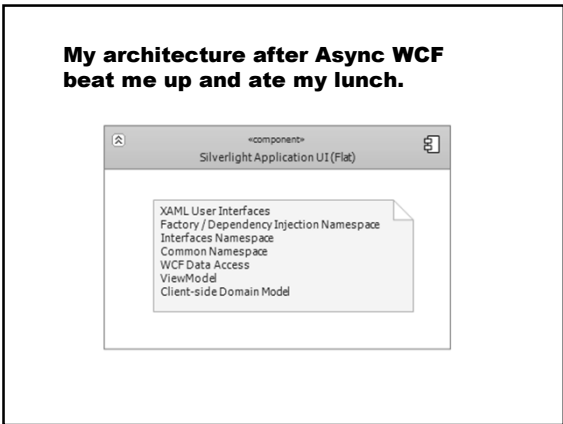 My architecture after Async WCF
beat me up and ate my lunch.
«component»
Silverlight Application UI (Flat)
XAML User Interfaces
Factory / Dependency Injection Namespace
Interfaces Namespace
Common Namespace
WCF Data Access
ViewModel
Client-side Domain Model